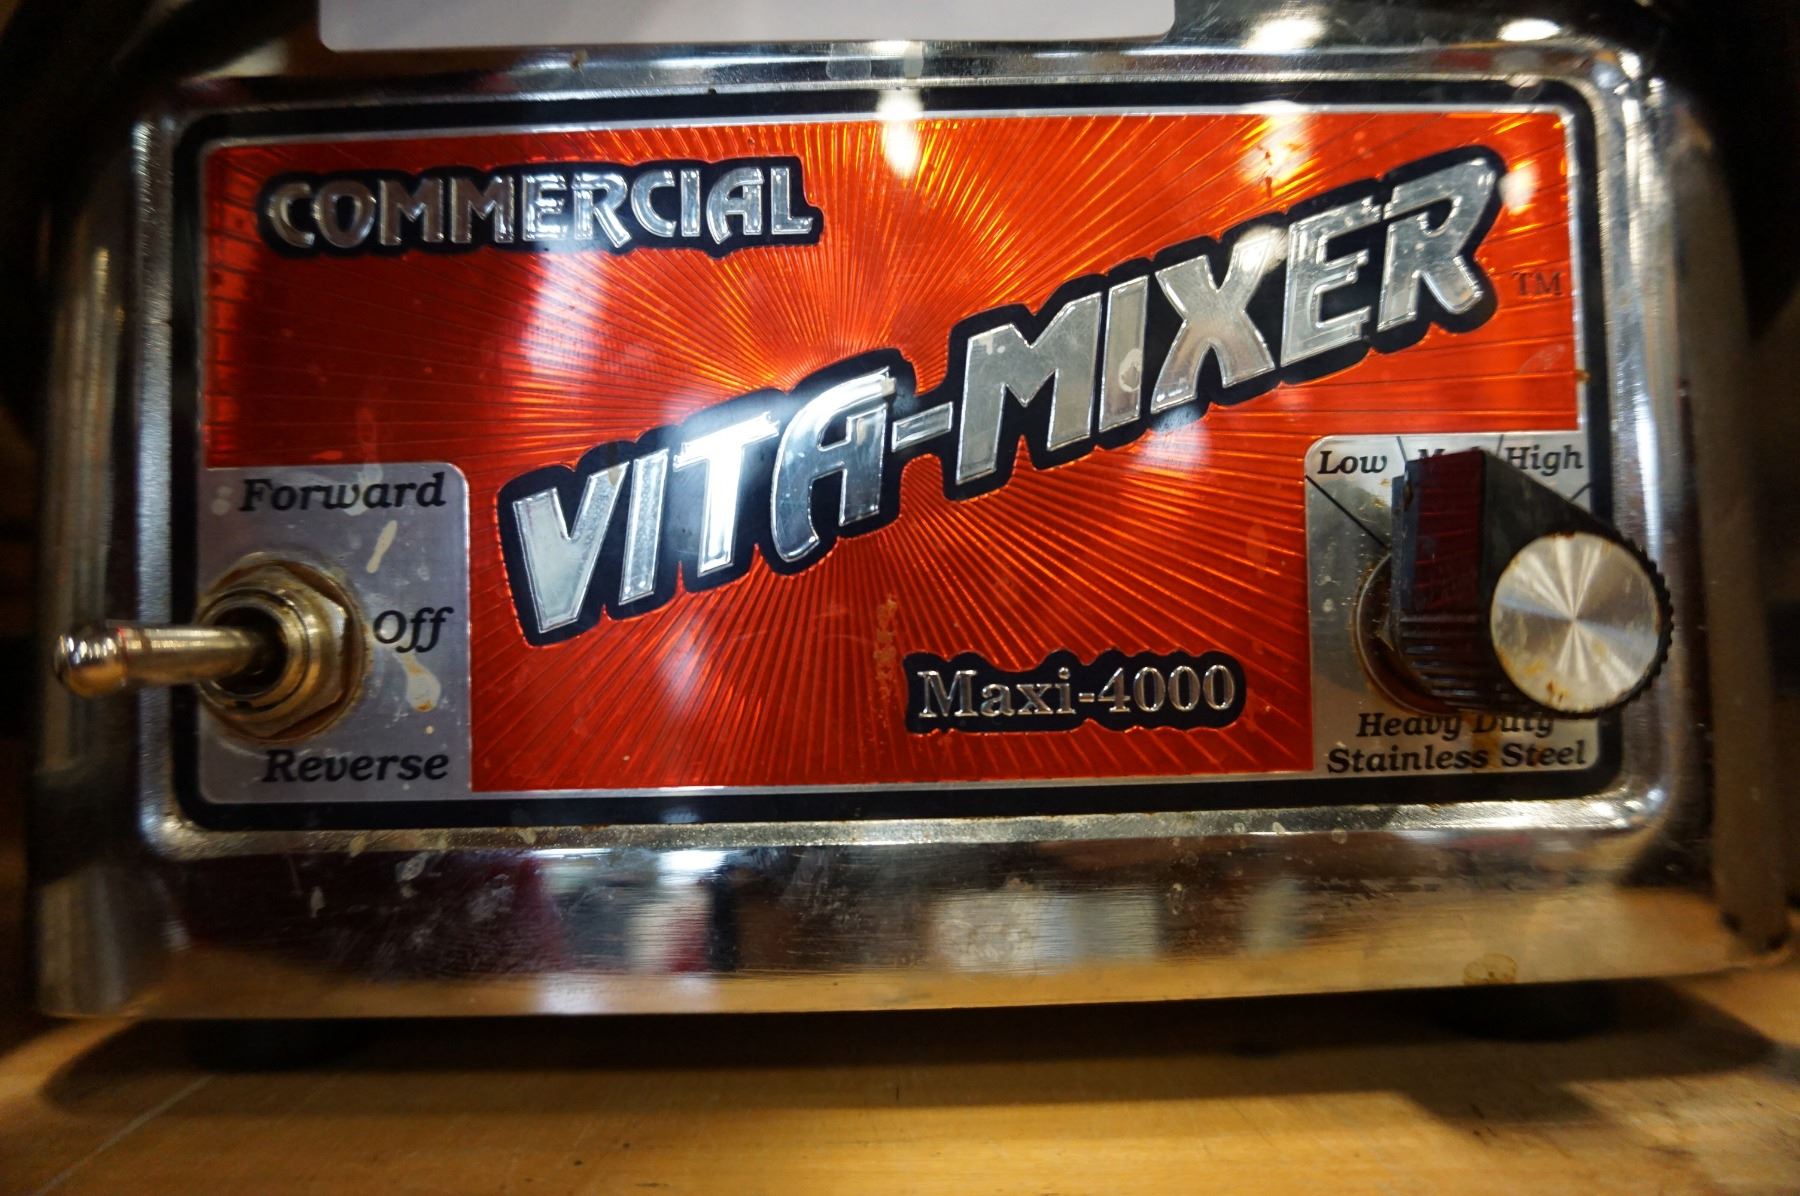 COMMERCIAL
VITA-MIXER ™
Forward
Off
Reverse
Maxi-4000
Low High
Heavy Duty
Stainless Steel